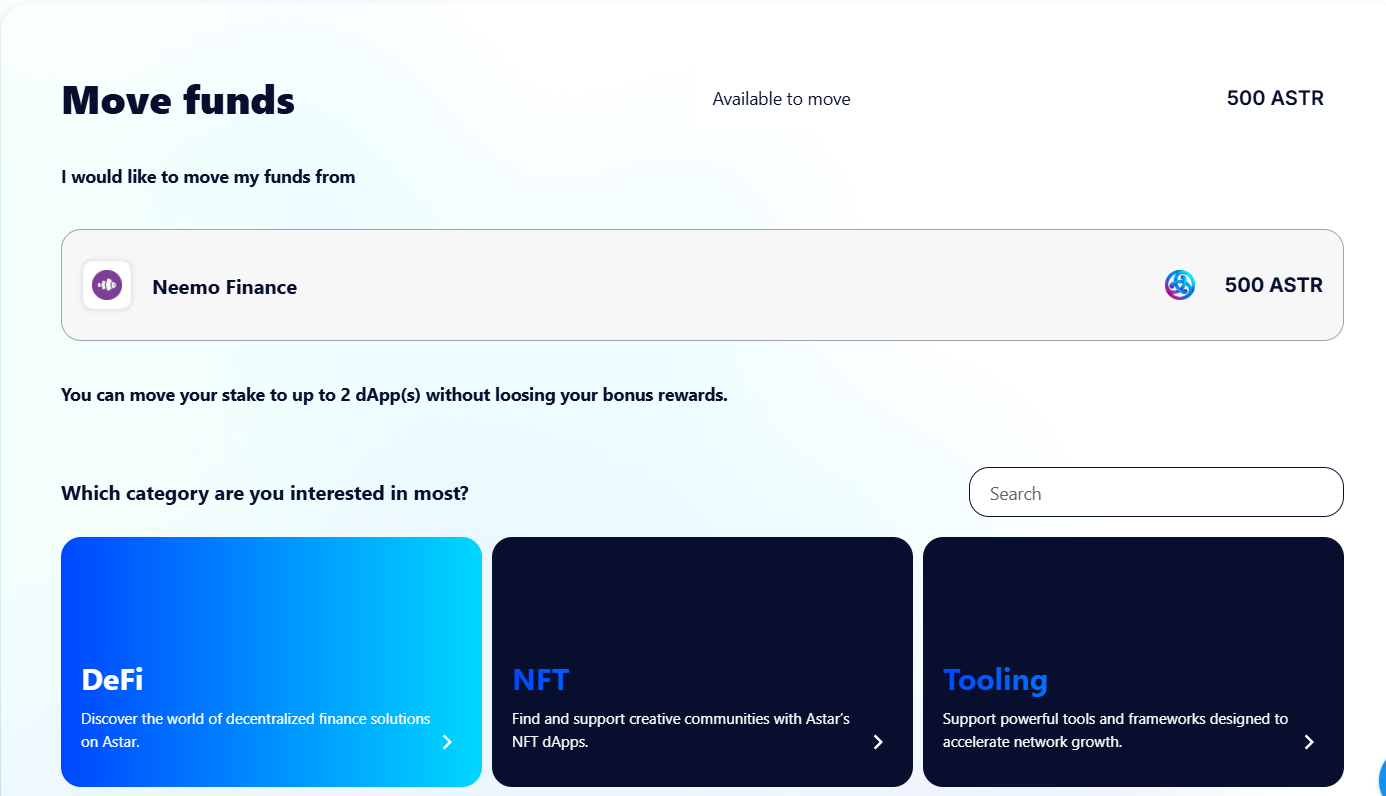 Move funds
Available to move
500 ASTR
I would like to move my funds from
Neemo Finance
500 ASTR
You can move your stake to up to 2 dApp(s) without loosing your bonus rewards.
Which category are you interested in most?
Search
DeFi
Discover the world of decentralized finance solutions
on Astar.
NFT
Find and support creative communities with Astar’s
NFT dApps.
Tooling
Support powerful tools and frameworks designed to
accelerate network growth.